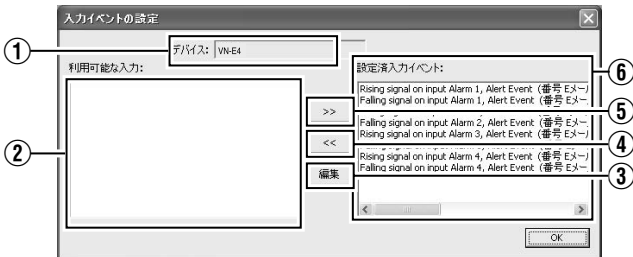 入力イベントの設定
① デバイス: VN-E4
利用可能な入力:
設定済入力イベント: ⑥
Rising signal on input Alarm 1, Alert Event (番号 Eメー
Falling signal on input Alarm 1, Alert Event (番号 Eメー
>> ⑤
Falling signal on input Alarm 2, Alert Event (番号 Eメー
Rising signal on input Alarm 3, Alert Event (番号 Eメー
② << ④
Rising signal on input Alarm 4, Alert Event (番号 Eメー
Falling signal on input Alarm 4, Alert Event (番号 Eメー
編集 ③
OK